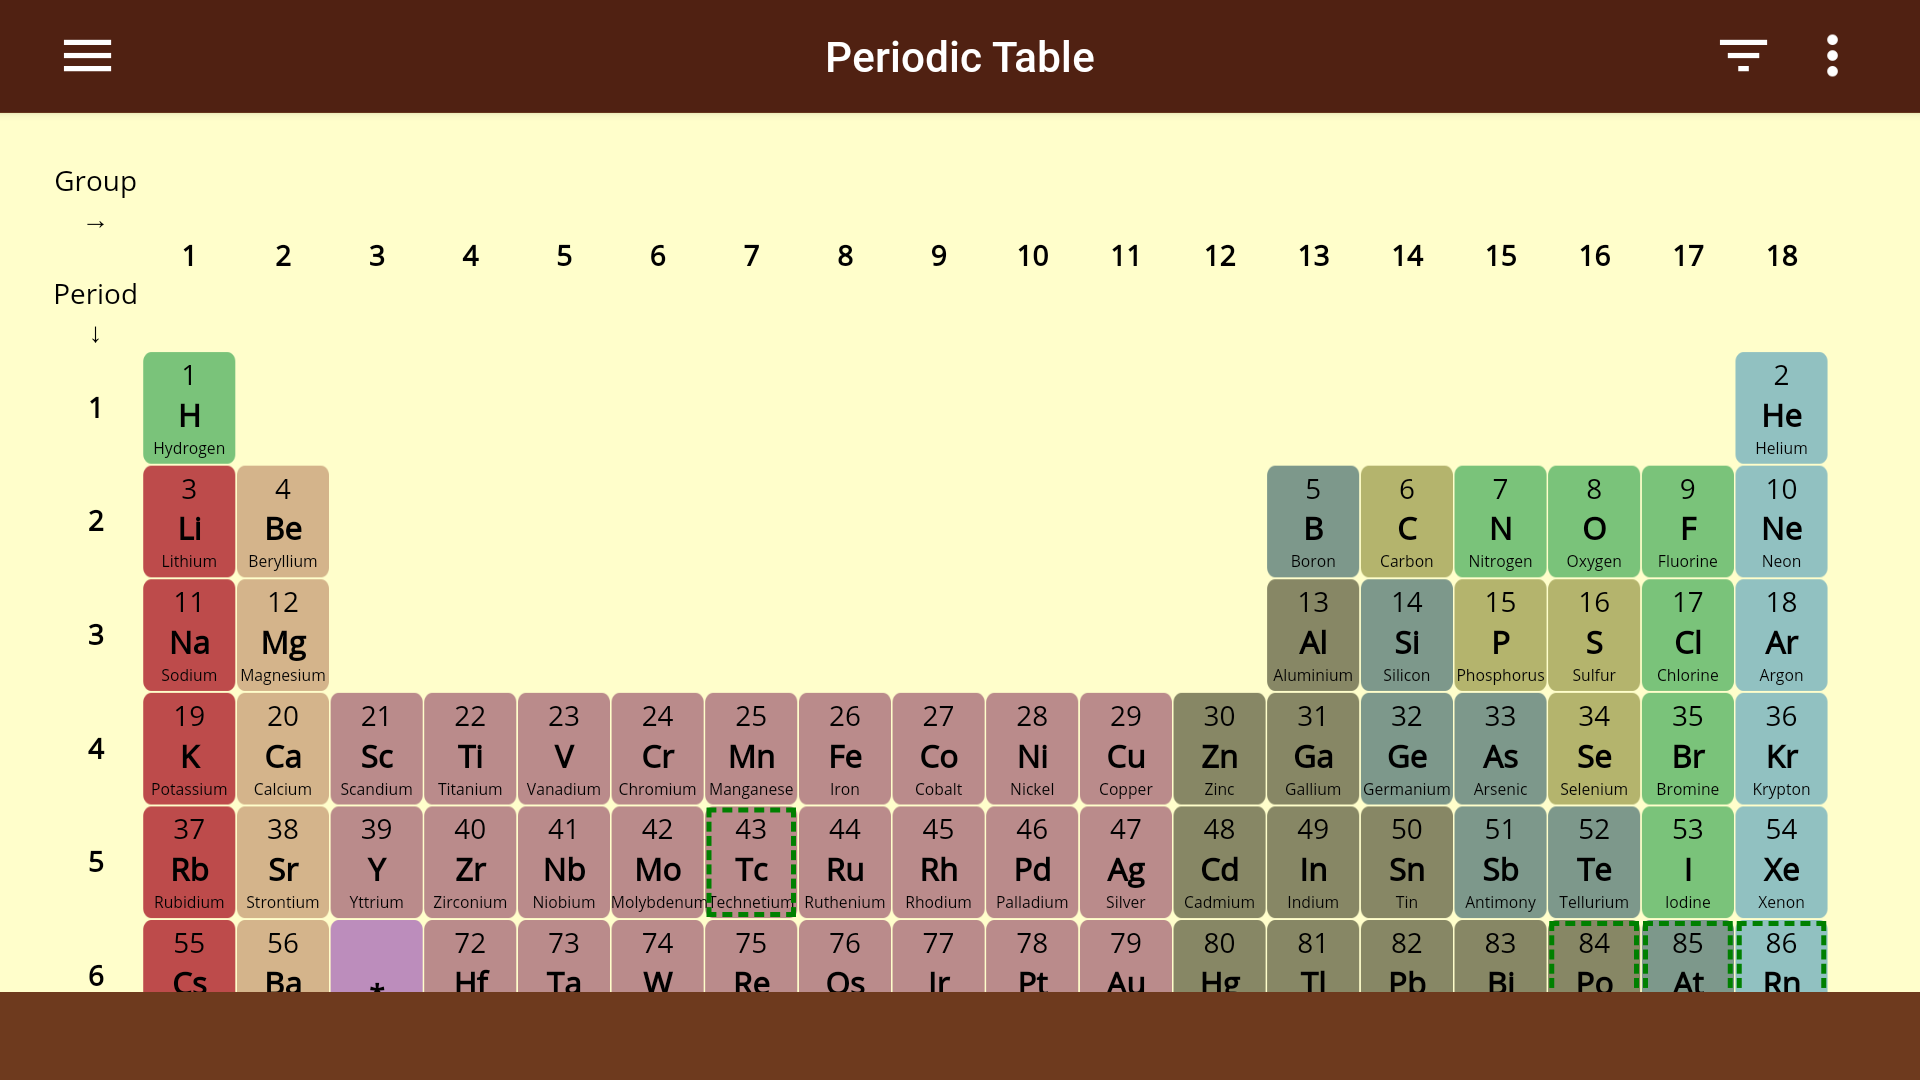 Periodic Table
Group
→
1 2 3 4 5 6 7 8 9 10 11 12 13 14 15 16 17 18
Period
↓
1
1 2
H He
Hydrogen Helium
2
3 4 5 6 7 8 9 10
Li Be B C N O F Ne
Lithium Beryllium Boron Carbon Nitrogen Oxygen Fluorine Neon
3
11 12 13 14 15 16 17 18
Na Mg Al Si P S Cl Ar
Sodium Magnesium Aluminium Silicon Phosphorus Sulfur Chlorine Argon
4
19 20 21 22 23 24 25 26 27 28 29 30 31 32 33 34 35 36
K Ca Sc Ti V Cr Mn Fe Co Ni Cu Zn Ga Ge As Se Br Kr
Potassium Calcium Scandium Titanium Vanadium Chromium Manganese Iron Cobalt Nickel Copper Zinc Gallium Germanium Arsenic Selenium Bromine Krypton
5
37 38 39 40 41 42 43 44 45 46 47 48 49 50 51 52 53 54
Rb Sr Y Zr Nb Mo Tc Ru Rh Pd Ag Cd In Sn Sb Te I Xe
Rubidium Strontium Yttrium Zirconium Niobium Molybdenum Technetium Ruthenium Rhodium Palladium Silver Cadmium Indium Tin Antimony Tellurium Iodine Xenon
6
55 56 72 73 74 75 76 77 78 79 80 81 82 83 84 85 86
Cs Ba * Hf Ta W Re Os Ir Pt Au Hg Tl Pb Bi Po At Rn